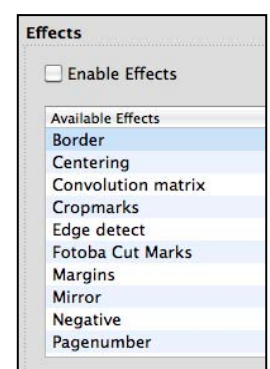 Effects
Enable Effects
Available Effects
Border
Centering
Convolution matrix
Cropmarks
Edge detect
Fotoba Cut Marks
Margins
Mirror
Negative
Pagenumber